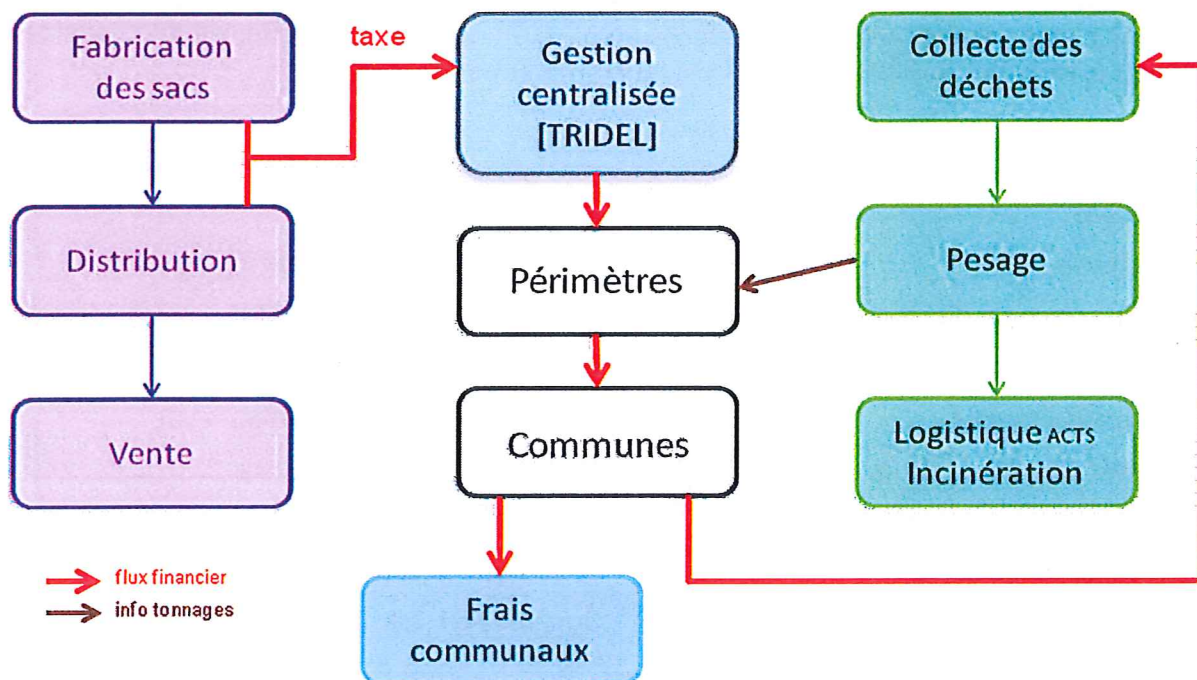 Fabrication
des sacs
taxe
Gestion
centralisée
[TRIDEL]
Collecte des
déchets
Distribution
Périmètres
Pesage
Vente
Communes
Logistique ACTS
Incinération
flux financier
info tonnages
Frais
communaux